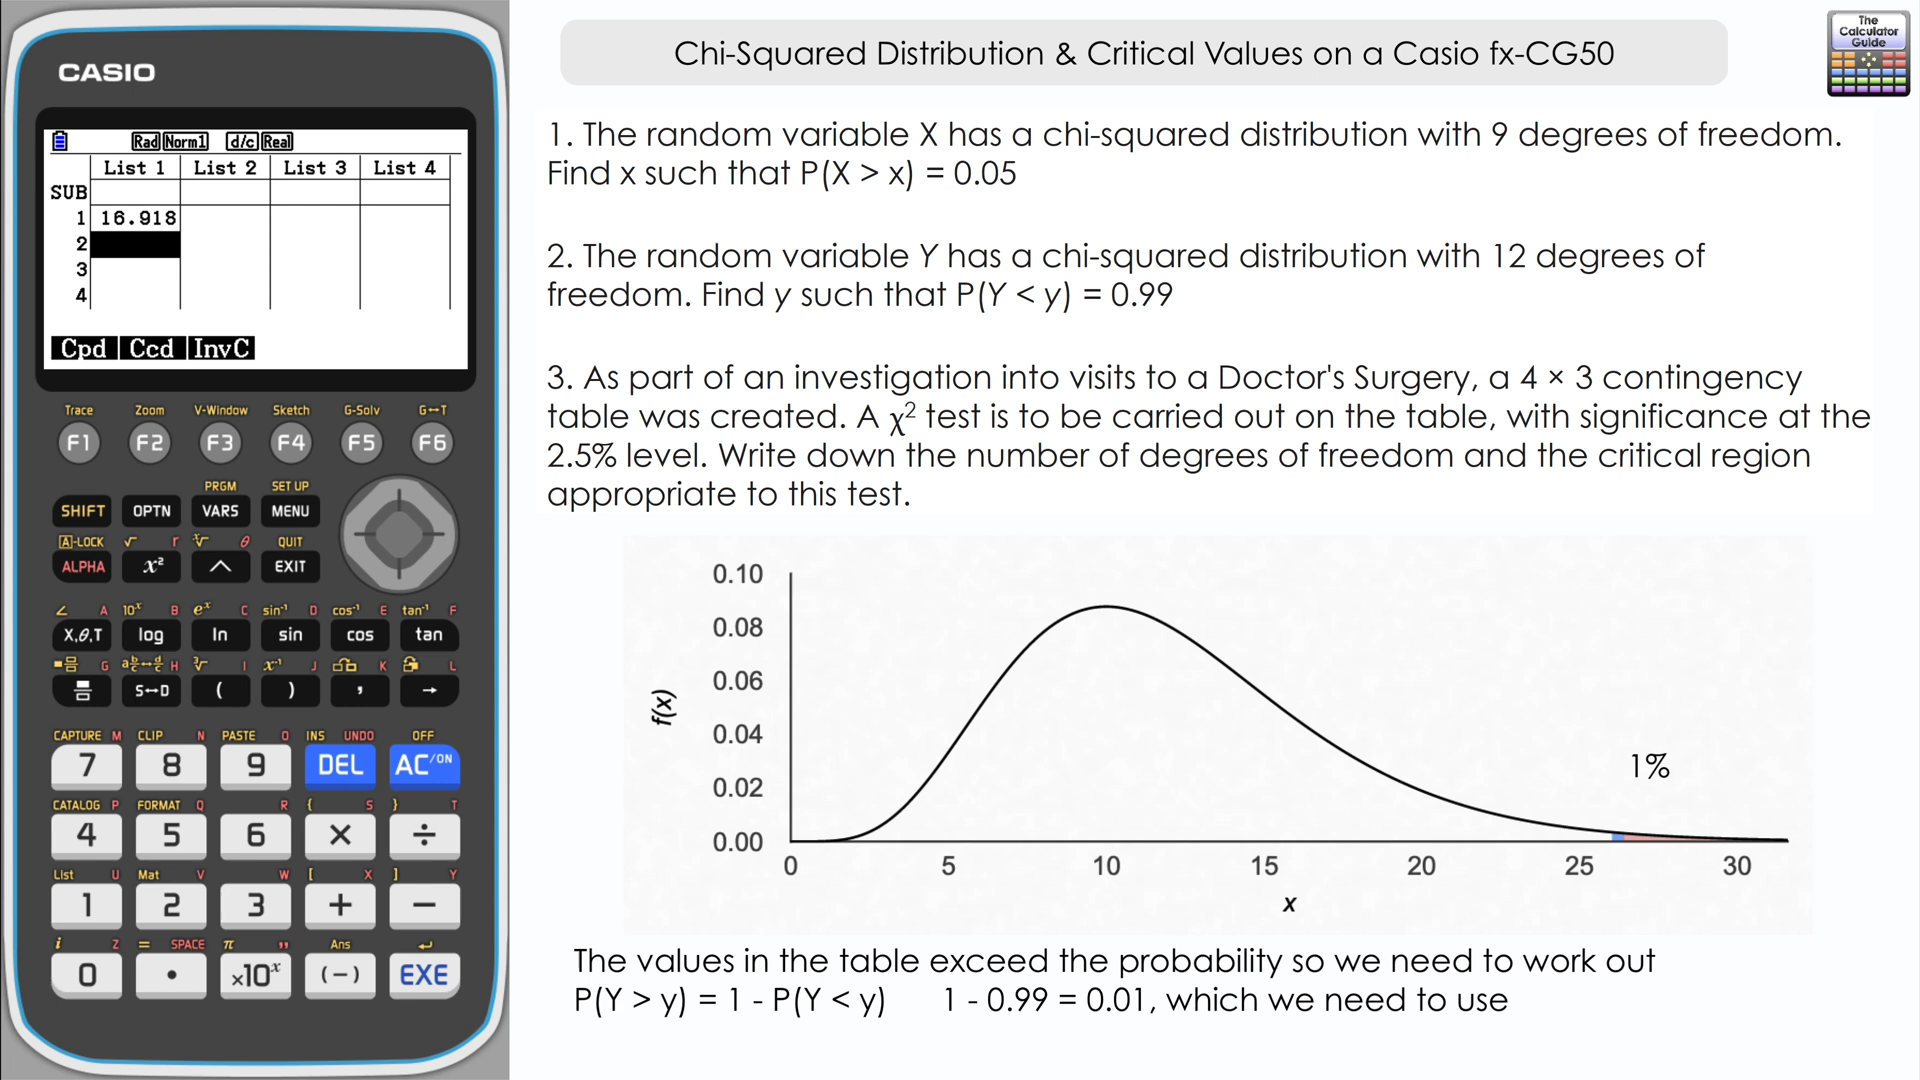 Chi-Squared Distribution & Critical Values on a Casio fx-CG50
The
Calculator
Guide
CASIO
Rad Norm1 d/c Real
List 1 List 2 List 3 List 4
SUB
1 16.918
2
3
4
Cpd Ccd InvC
Trace Zoom V-Window Sketch G-Solv G↔T
F1 F2 F3 F4 F5 F6
PRGM SET UP
SHIFT OPTN VARS MENU
A-LOCK √ r ˣ√ θ QUIT
ALPHA x² ^ EXIT
∠ A 10ˣ B eˣ C sin⁻¹ D cos⁻¹ E tan⁻¹ F
X,θ,T log ln sin cos tan
G a b/c↔d/c H ³√ I x⁻¹ J K L
S↔D ( ) , →
CAPTURE M CLIP N PASTE O INS UNDO OFF
7 8 9 DEL AC/ON
CATALOG P FORMAT Q R { S } T
4 5 6 × ÷
List U Mat V W [ X ] Y
1 2 3 + −
i Z = SPACE π " Ans ↵
0 • ×10ˣ (−) EXE
1. The random variable X has a chi-squared distribution with 9 degrees of freedom.
Find x such that P(X > x) = 0.05
2. The random variable Y has a chi-squared distribution with 12 degrees of
freedom. Find y such that P(Y < y) = 0.99
3. As part of an investigation into visits to a Doctor's Surgery, a 4 × 3 contingency
table was created. A χ² test is to be carried out on the table, with significance at the
2.5% level. Write down the number of degrees of freedom and the critical region
appropriate to this test.
0.10
0.08
0.06
0.04
0.02
0.00
f(x)
1%
0 5 10 15 20 25 30
x
The values in the table exceed the probability so we need to work out
P(Y > y) = 1 - P(Y < y) 1 - 0.99 = 0.01, which we need to use